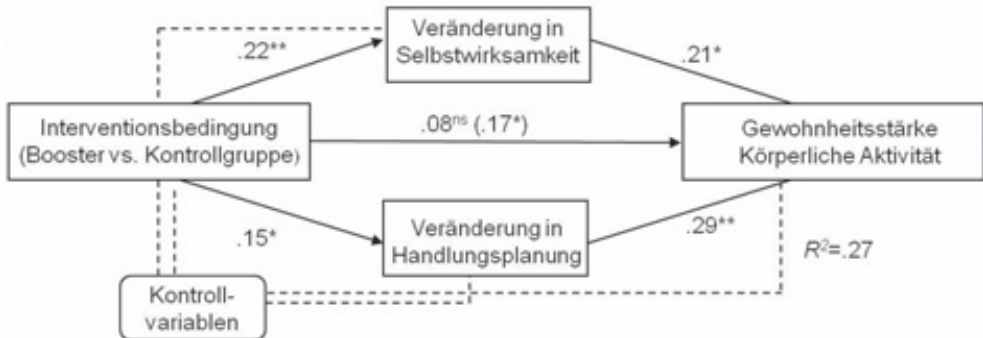 Veränderung in
Selbstwirksamkeit
.22**
.21*
Interventionsbedingung
(Booster vs. Kontrollgruppe)
.08ns (.17*)
Gewohnheitsstärke
Körperliche Aktivität
.15*
Veränderung in
Handlungsplanung
.29**
R²=.27
Kontroll-
variablen